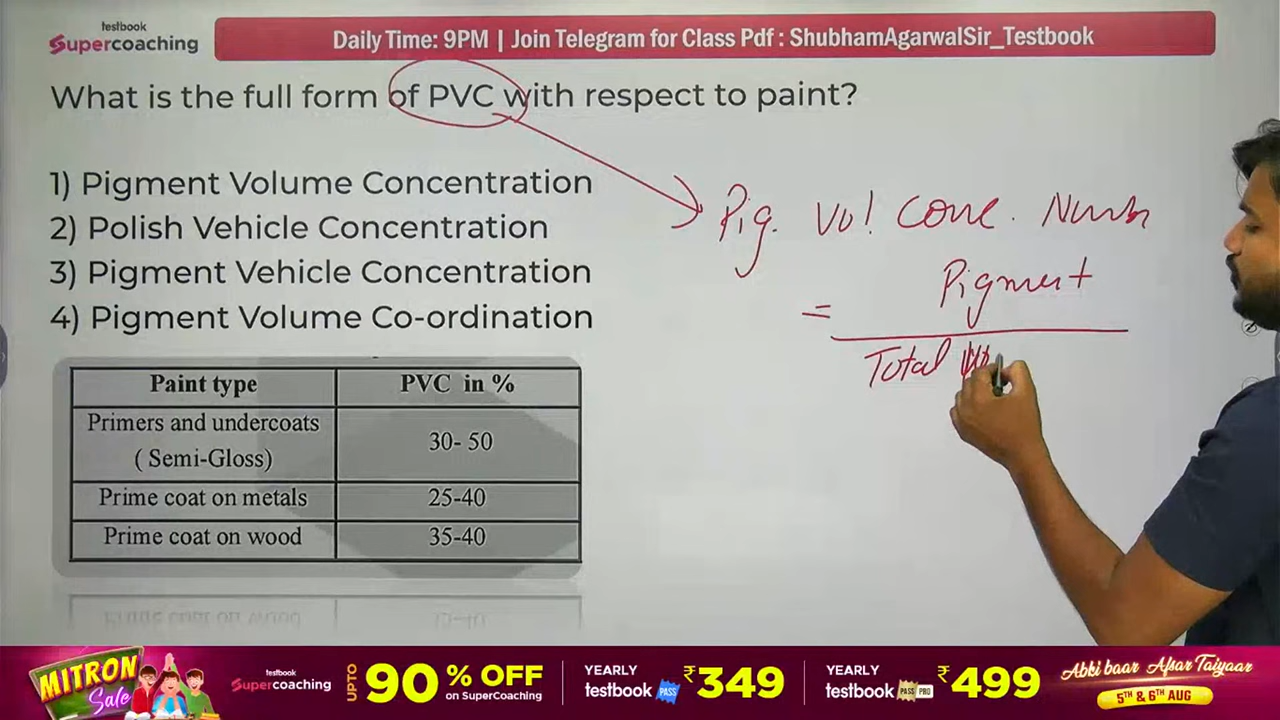 testbook
Supercoaching
Daily Time: 9PM | Join Telegram for Class Pdf : ShubhamAgarwalSir_Testbook
What is the full form of PVC with respect to paint?
1) Pigment Volume Concentration
2) Polish Vehicle Concentration
3) Pigment Vehicle Concentration
4) Pigment Volume Co-ordination
Pig. Vol Conc. Numb
= Pigment
Total
Paint type PVC in %
Primers and undercoats
( Semi-Gloss) 30- 50
Prime coat on metals 25-40
Prime coat on wood 35-40
MITRON
Sale
testbook
Supercoaching
UPTO 90% OFF
on SuperCoaching
YEARLY
testbook PASS ₹349
YEARLY
testbook PASS PRO ₹499
Abki baar Afsar Taiyaar
5TH & 6TH AUG